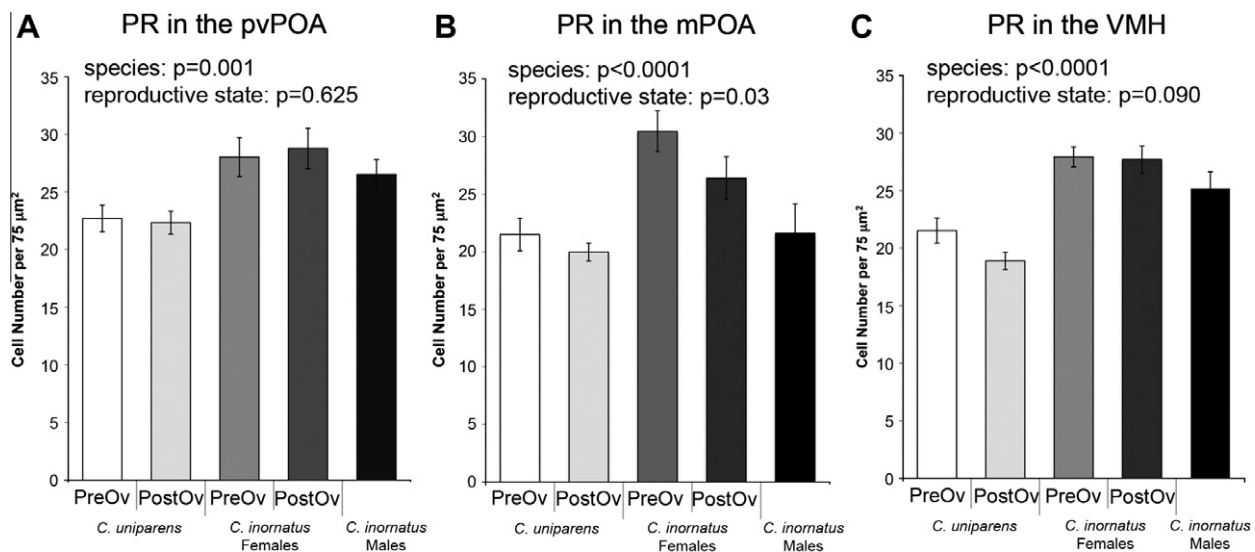 A
PR in the pvPOA
species: p=0.001
reproductive state: p=0.625
Cell Number per 75 μm²
35
30
25
20
15
10
5
0
PreOv PostOv PreOv PostOv
C. uniparens C. inornatus C. inornatus
Females Males
B
PR in the mPOA
species: p<0.0001
reproductive state: p=0.03
Cell Number per 75 μm²
35
30
25
20
15
10
5
0
PreOv PostOv PreOv PostOv
C. uniparens C. inornatus C. inornatus
Females Males
C
PR in the VMH
species: p<0.0001
reproductive state: p=0.090
Cell Number per 75 μm²
35
30
25
20
15
10
5
0
PreOv PostOv PreOv PostOv
C. uniparens C. inornatus C. inornatus
Females Males